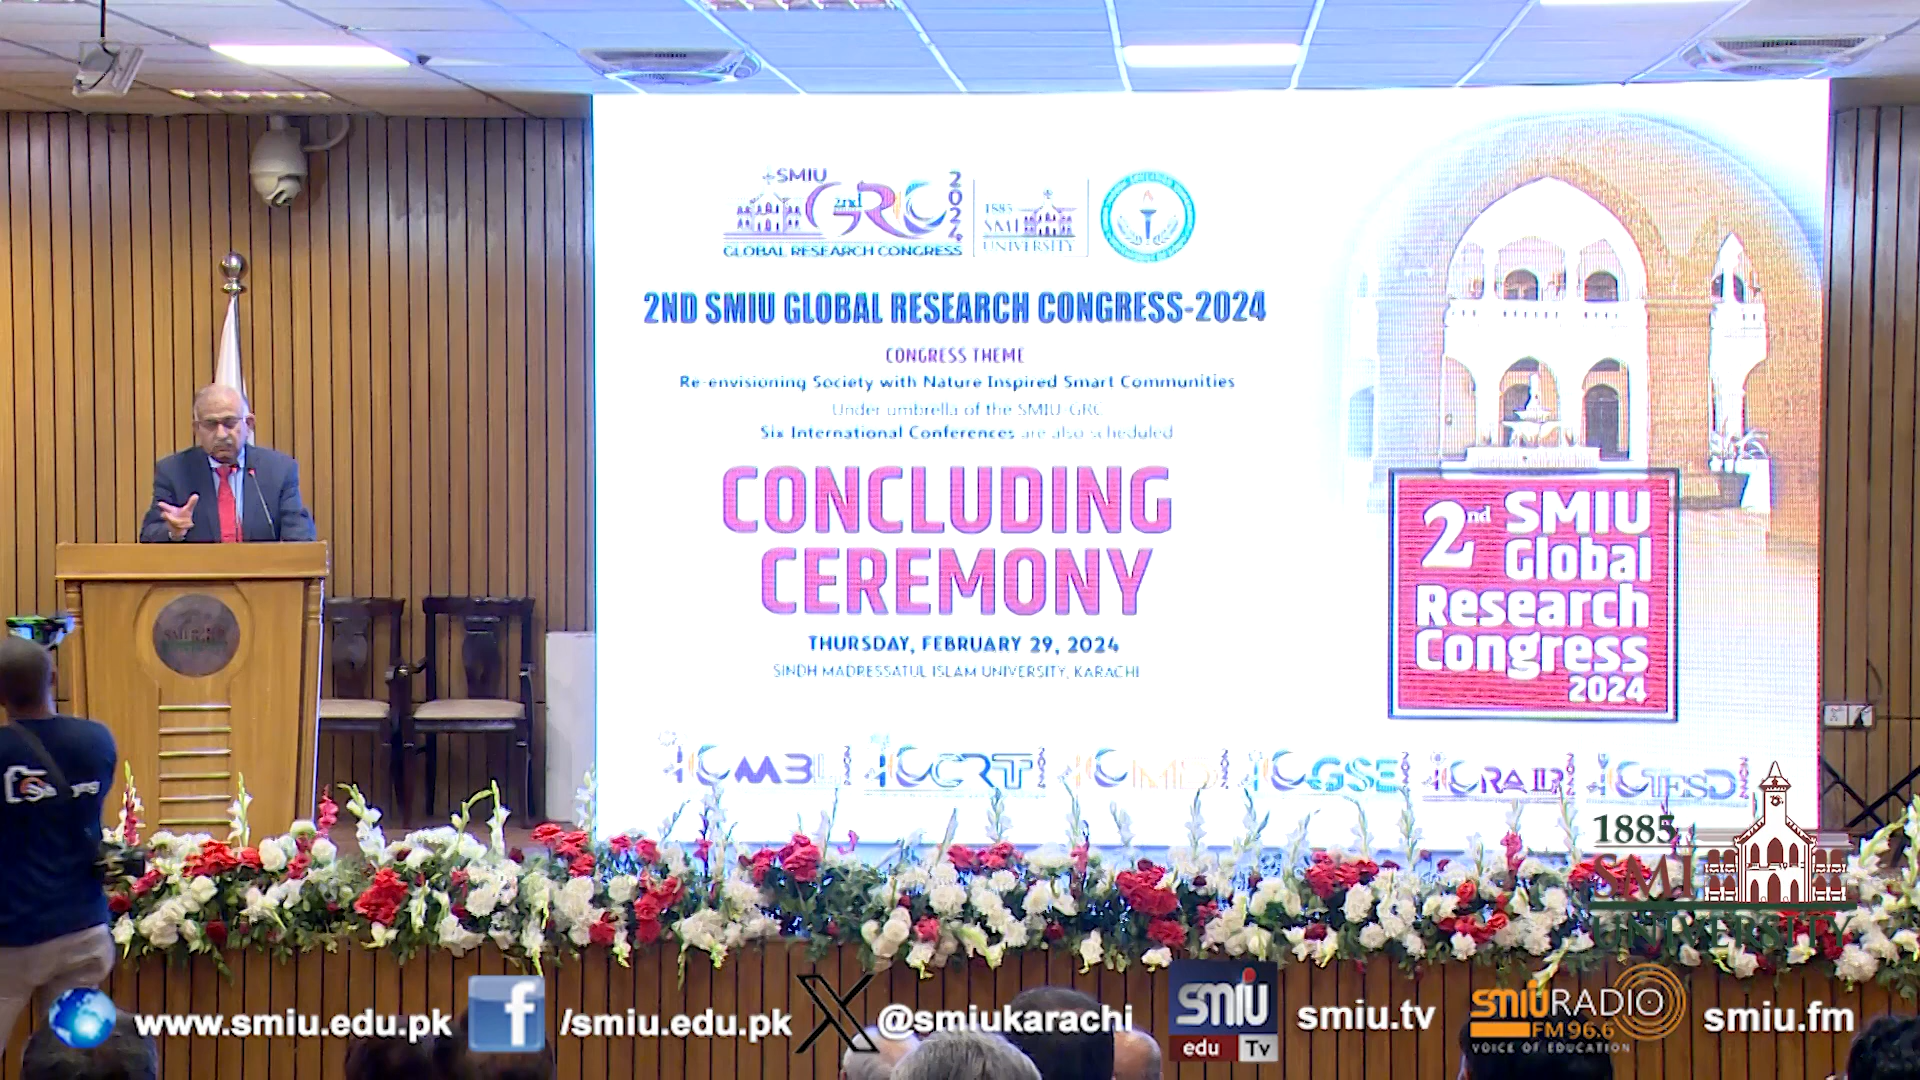 SMIU
2nd GRC 2024
GLOBAL RESEARCH CONGRESS
1885
SMI
UNIVERSITY
2ND SMIU GLOBAL RESEARCH CONGRESS-2024
CONGRESS THEME
Re-envisioning Society with Nature Inspired Smart Communities
Under umbrella of the SMIU-GRC
Six International Conferences are also scheduled
CONCLUDING
CEREMONY
THURSDAY, FEBRUARY 29, 2024
SINDH MADRESSATUL ISLAM UNIVERSITY, KARACHI
2nd SMIU
Global
Research
Congress
2024
1885
SMI
UNIVERSITY
www.smiu.edu.pk
f /smiu.edu.pk
X @smiukarachi
smiu
edu Tv
smiu.tv
smiu RADIO
FM 96.6
VOICE OF EDUCATION
smiu.fm